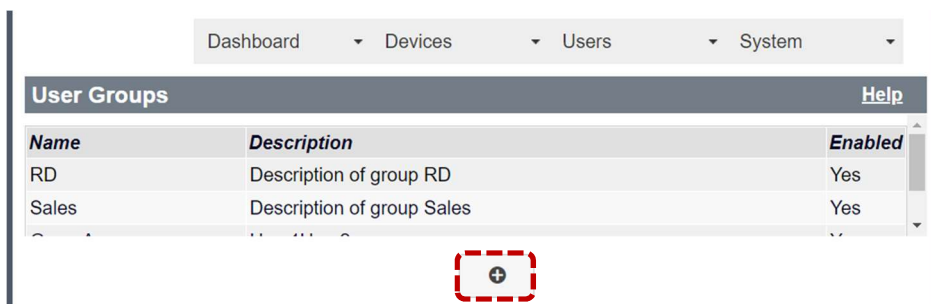 Dashboard Devices Users System
User Groups Help
Name Description Enabled
RD Description of group RD Yes
Sales Description of group Sales Yes